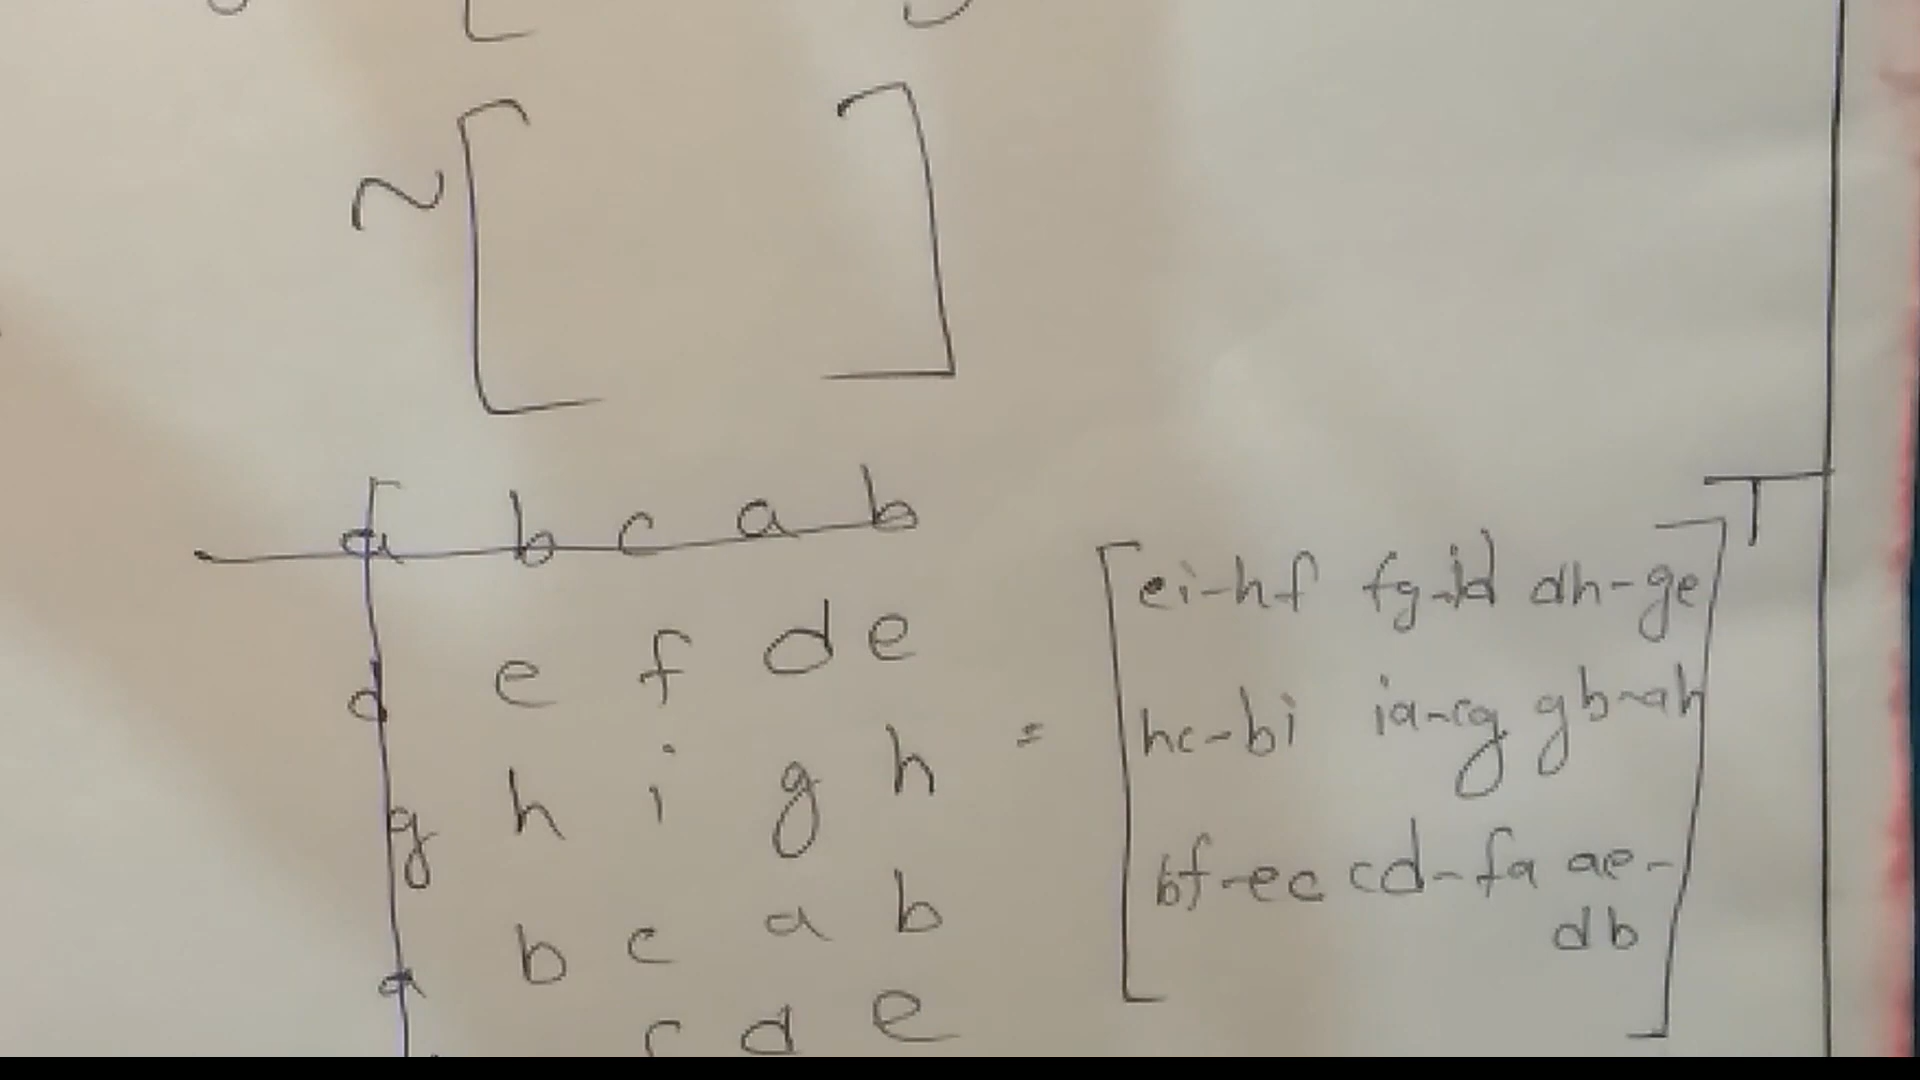 ~ [ ]
a b c a b
d e f d e
g h i g h
a b c a b
c d e
=
[ei-hf fg-id dh-ge
hc-bi ia-cg gb-ah
bf-ec cd-fa ae-
db]
T